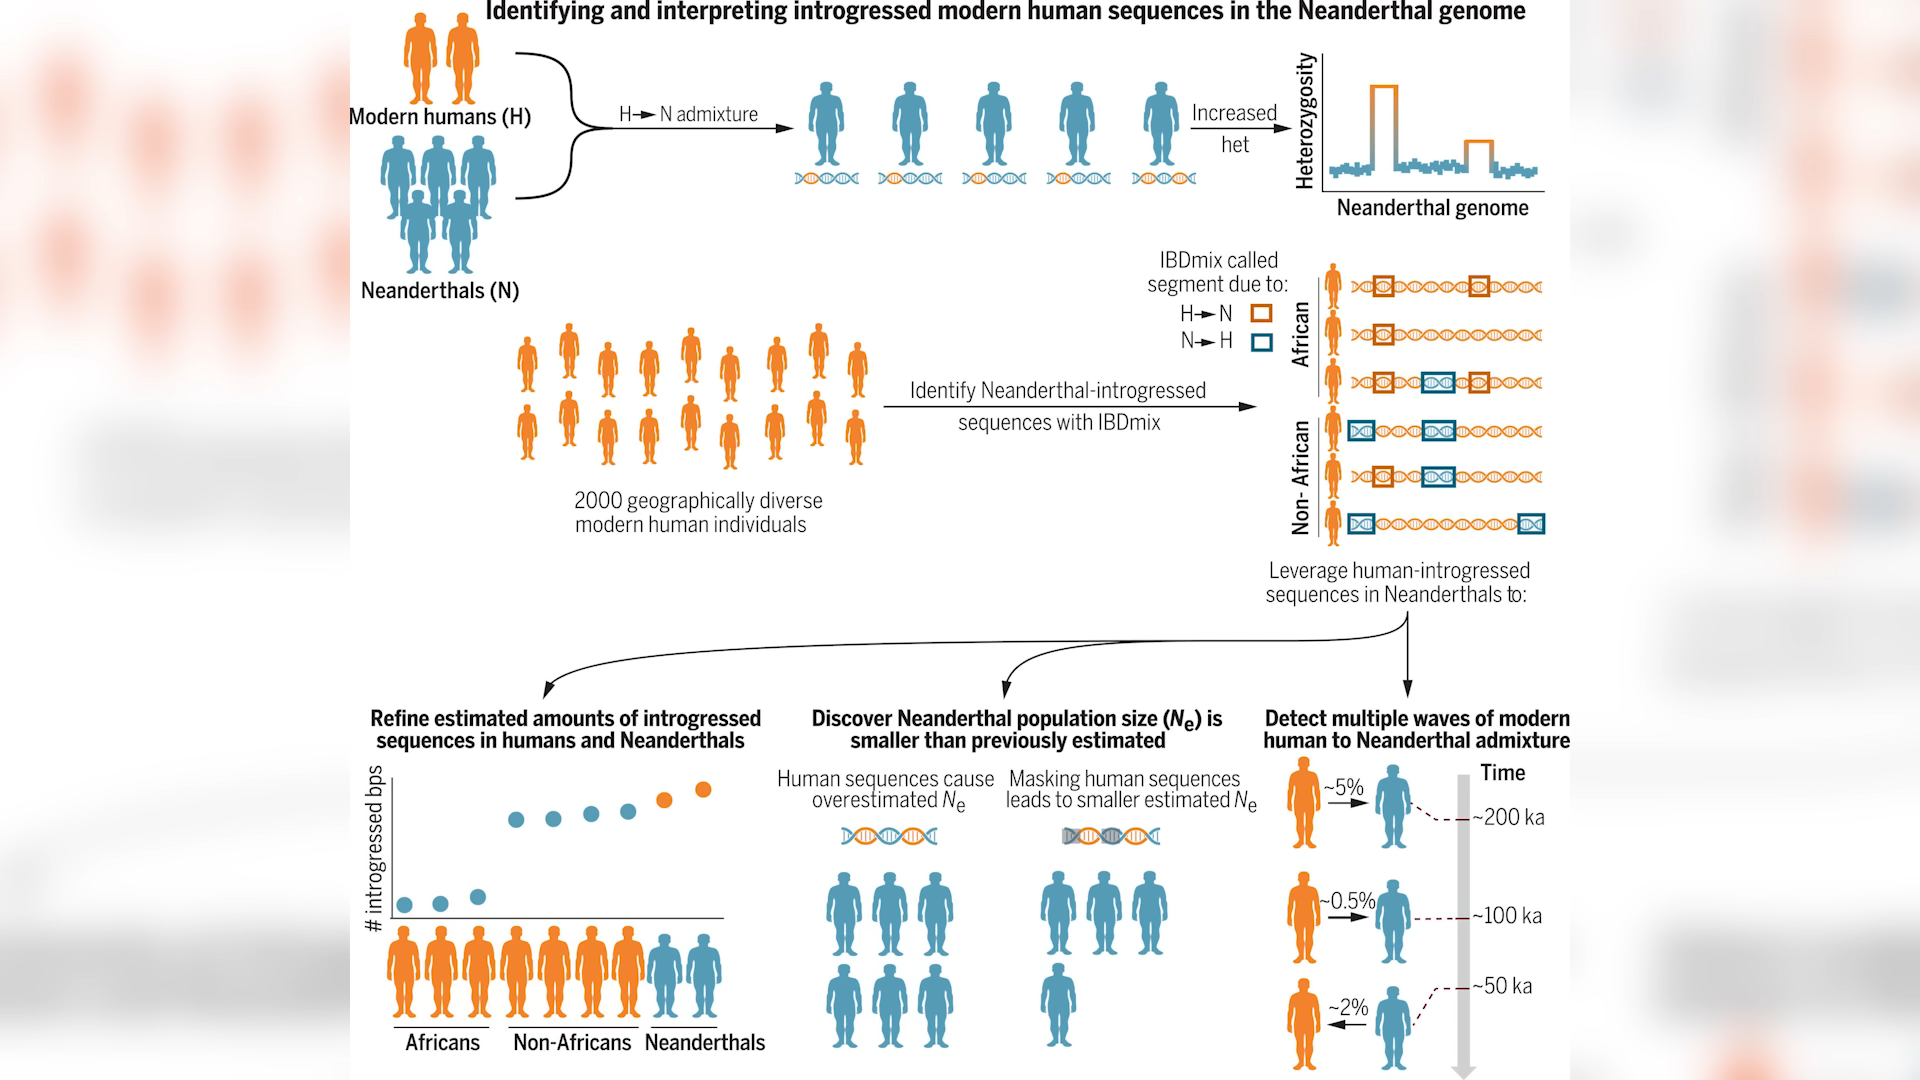 Identifying and interpreting introgressed modern human sequences in the Neanderthal genome
Modern humans (H)
Neanderthals (N)
H→N admixture
Increased
het
Heterozygosity
Neanderthal genome
2000 geographically diverse
modern human individuals
Identify Neanderthal-introgressed
sequences with IBDmix
IBDmix called
segment due to:
H→N
N→H
African
Non- African
Leverage human-introgressed
sequences in Neanderthals to:
Refine estimated amounts of introgressed
sequences in humans and Neanderthals
# introgressed bps
Africans
Non-Africans
Neanderthals
Discover Neanderthal population size (Ne) is
smaller than previously estimated
Human sequences cause
overestimated Ne
Masking human sequences
leads to smaller estimated Ne
Detect multiple waves of modern
human to Neanderthal admixture
Time
~5%
~200 ka
~0.5%
~100 ka
~50 ka
~2%